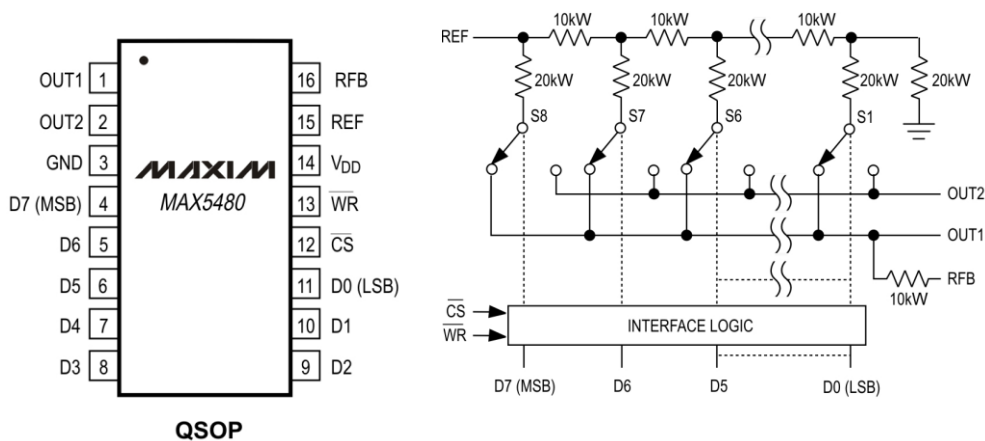 OUT1 1
OUT2 2
GND 3
D7 (MSB) 4
D6 5
D5 6
D4 7
D3 8
MAXIM
MAX5480
16 RFB
15 REF
14 VDD
13 WR
12 CS
11 D0 (LSB)
10 D1
9 D2
QSOP
10kW 10kW 10kW
REF
20kW 20kW 20kW 20kW 20kW
S8 S7 S6 S1
OUT2
OUT1
RFB
10kW
CS
WR
INTERFACE LOGIC
D7 (MSB) D6 D5 D0 (LSB)